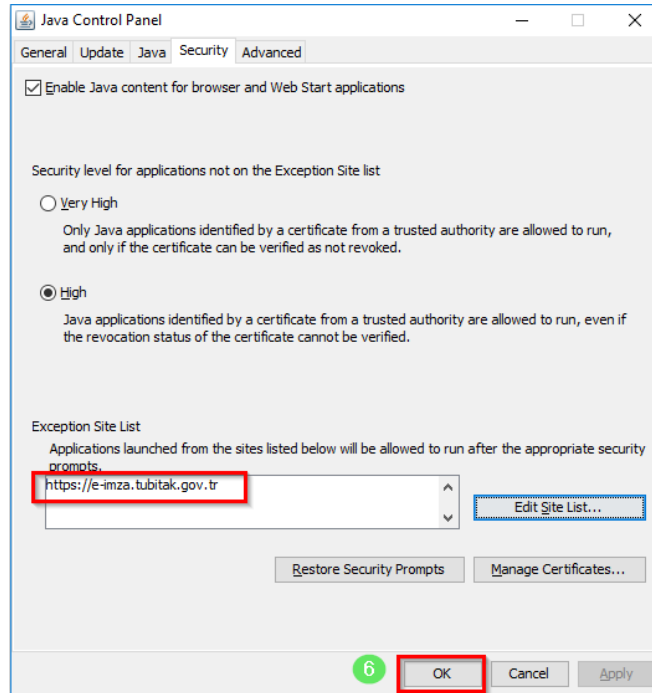 Java Control Panel
General Update Java Security Advanced
Enable Java content for browser and Web Start applications
Security level for applications not on the Exception Site list
Very High
Only Java applications identified by a certificate from a trusted authority are allowed to run,
and only if the certificate can be verified as not revoked.
High
Java applications identified by a certificate from a trusted authority are allowed to run, even if
the revocation status of the certificate cannot be verified.
Exception Site List
Applications launched from the sites listed below will be allowed to run after the appropriate security
prompts.
https://e-imza.tubitak.gov.tr
Edit Site List...
Restore Security Prompts Manage Certificates...
6 OK Cancel Apply